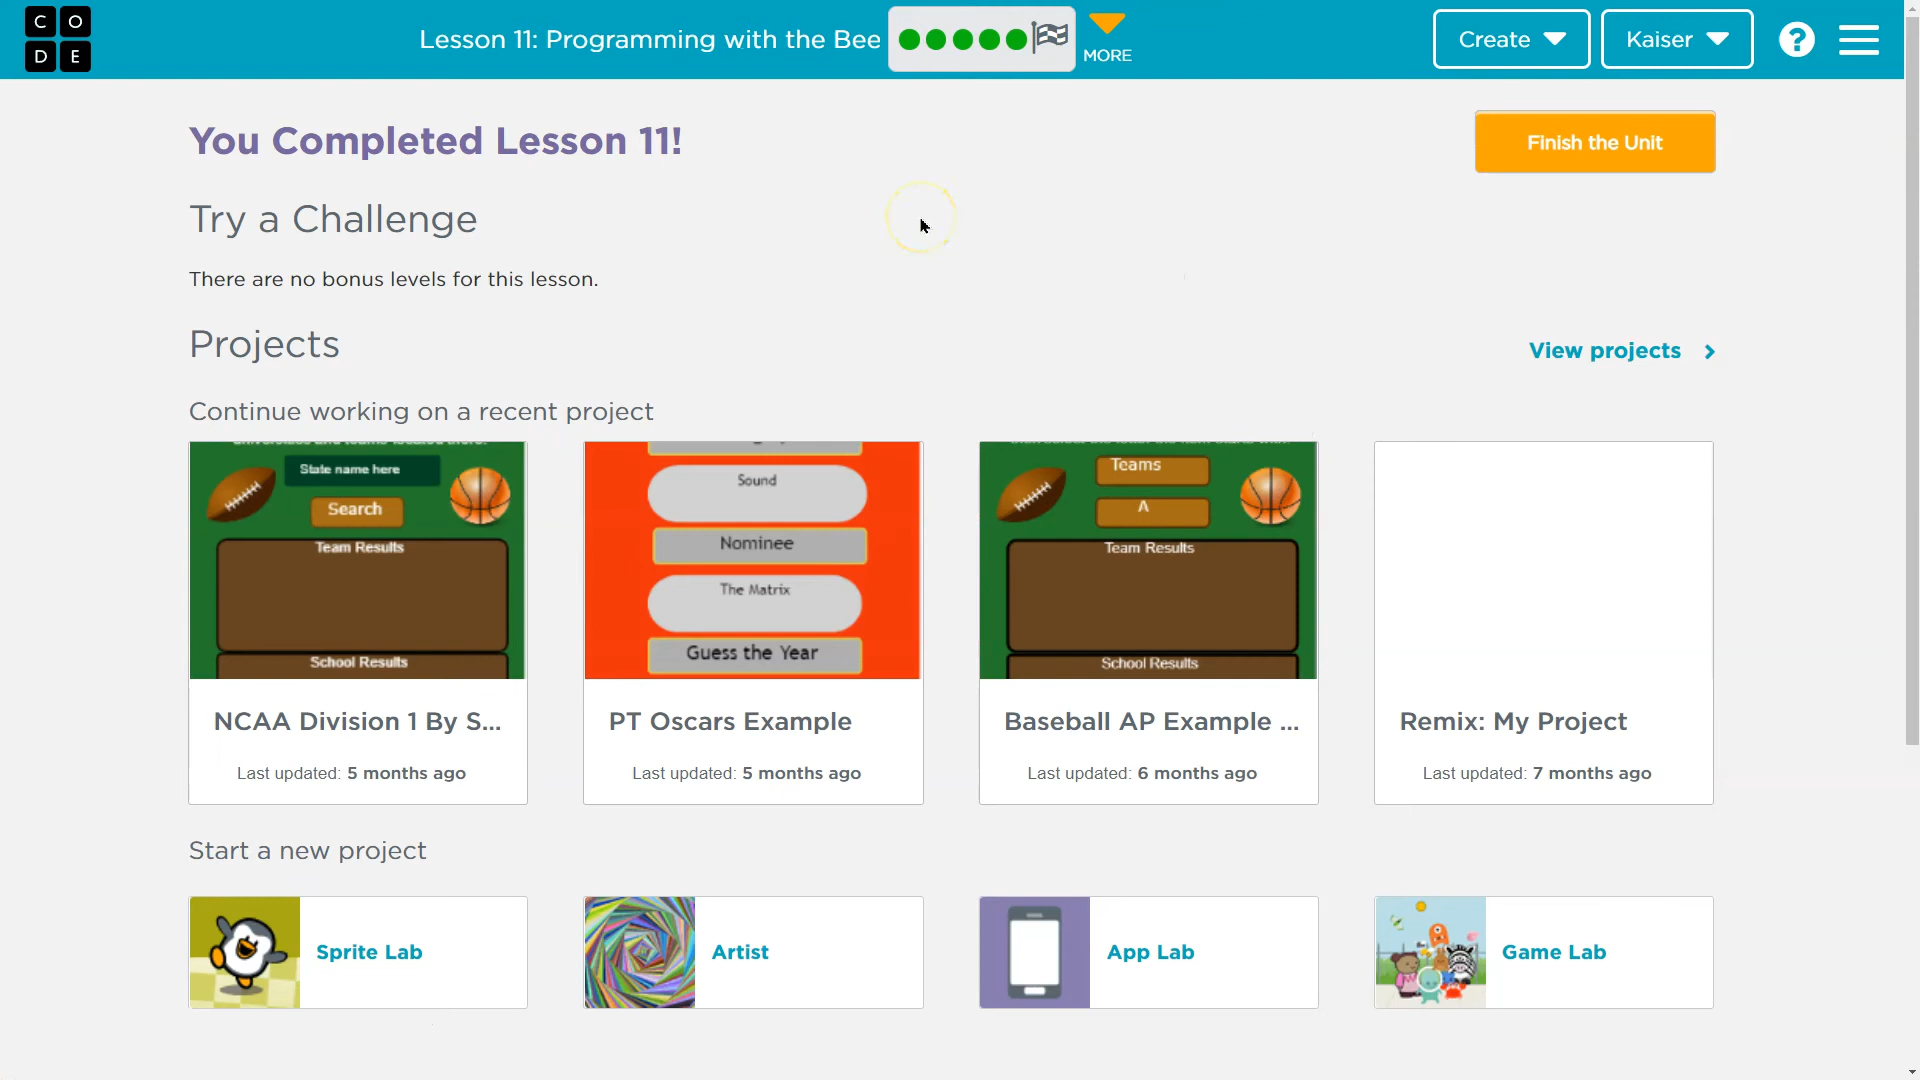 CODE
Lesson 11: Programming with the Bee
MORE
Create
Kaiser
?
You Completed Lesson 11!
Finish the Unit
Try a Challenge
There are no bonus levels for this lesson.
Projects
View projects
Continue working on a recent project
State name here
Search
Team Results
School Results
Sound
Nominee
The Matrix
Guess the Year
Teams
A
Team Results
School Results
NCAA Division 1 By S...
Last updated: 5 months ago
PT Oscars Example
Last updated: 5 months ago
Baseball AP Example ...
Last updated: 6 months ago
Remix: My Project
Last updated: 7 months ago
Start a new project
Sprite Lab
Artist
App Lab
Game Lab